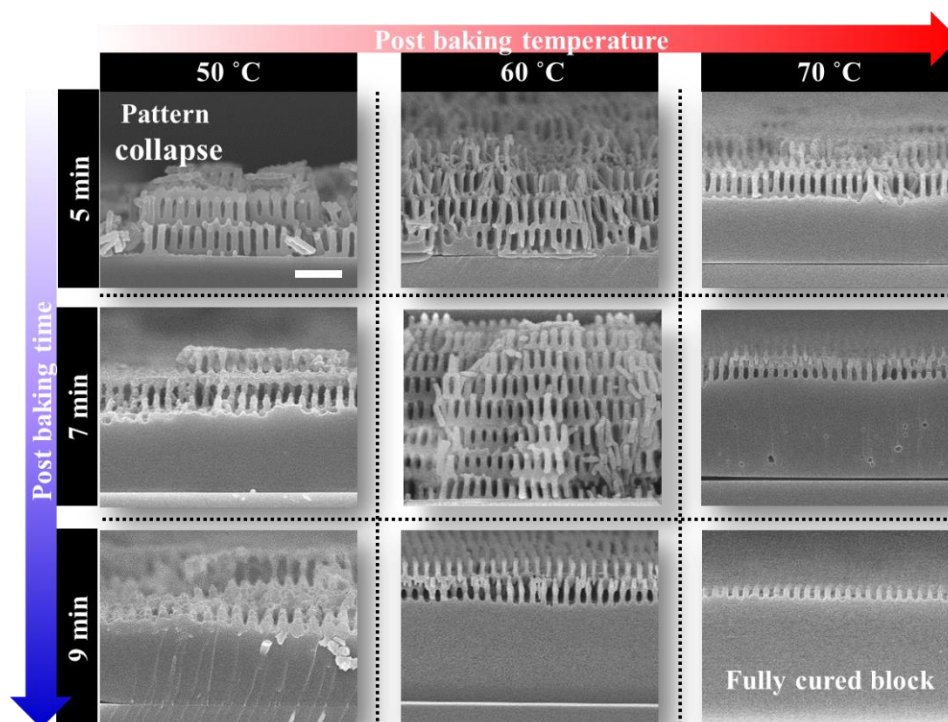 Post baking temperature
50 ˚C
60 ˚C
70 ˚C
Post baking time
5 min
Pattern
collapse
7 min
9 min
Fully cured block